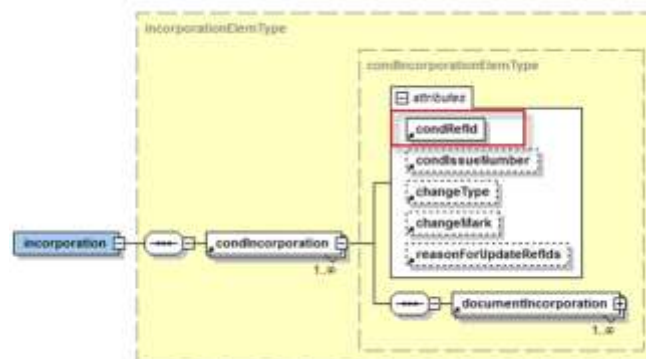 incorporationElemType
condIncorporationElemType
attributes
condRefId
condIssueNumber
changeType
changeMark
incorporation
condIncorporation
1..∞
reasonForUpdateRefIds
documentIncorporation
1..∞